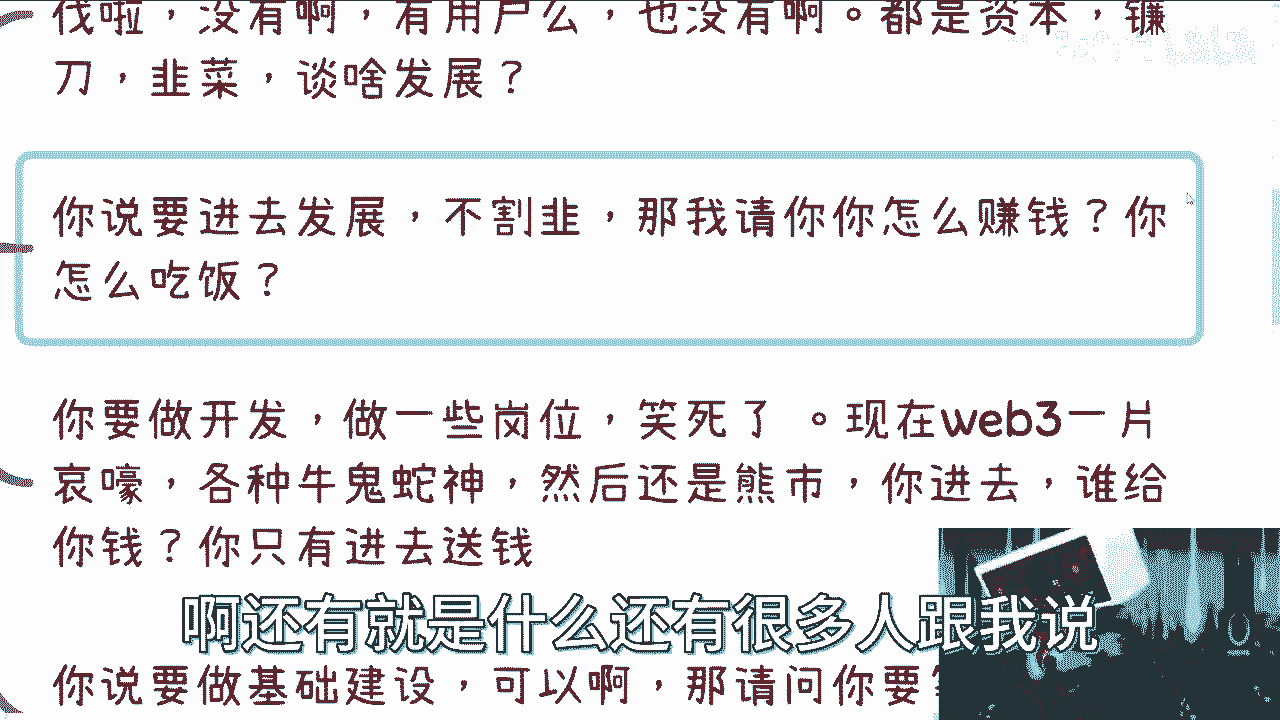 伐啦，没有啊，有用户么，也没有啊。都是资本，镰
刀，韭菜，谈啥发展？
你说要进去发展，不割韭，那我请你你怎么赚钱？你
怎么吃饭？
你要做开发，做一些岗位，笑死了 。现在web3一片
哀嚎，各种牛鬼蛇神，然后还是熊市，你进去，谁给
你钱？你只有进去送钱
啊还有就是什么还有很多人跟我说
你说要做基础建设，可以啊，那请问你要